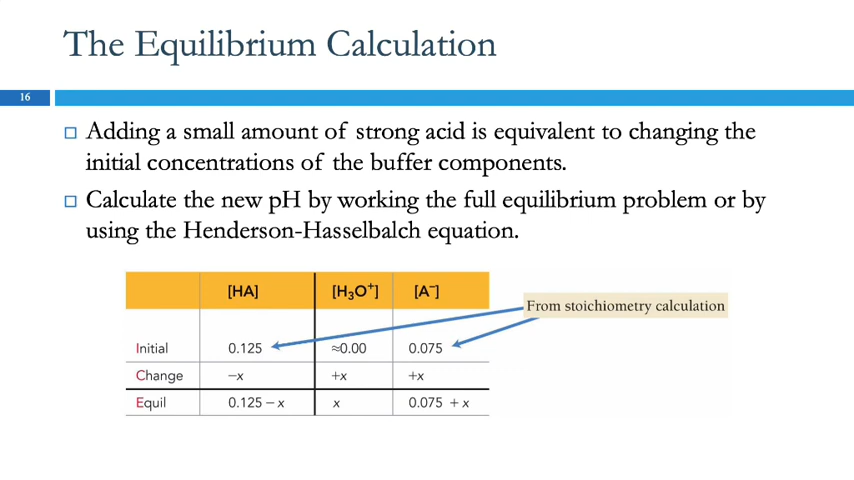 The Equilibrium Calculation
16
Adding a small amount of strong acid is equivalent to changing the
initial concentrations of the buffer components.
Calculate the new pH by working the full equilibrium problem or by
using the Henderson-Hasselbalch equation.
[HA] [H₃O⁺] [A⁻]
From stoichiometry calculation
Initial 0.125 ≈0.00 0.075
Change −x +x +x
Equil 0.125 − x x 0.075 + x